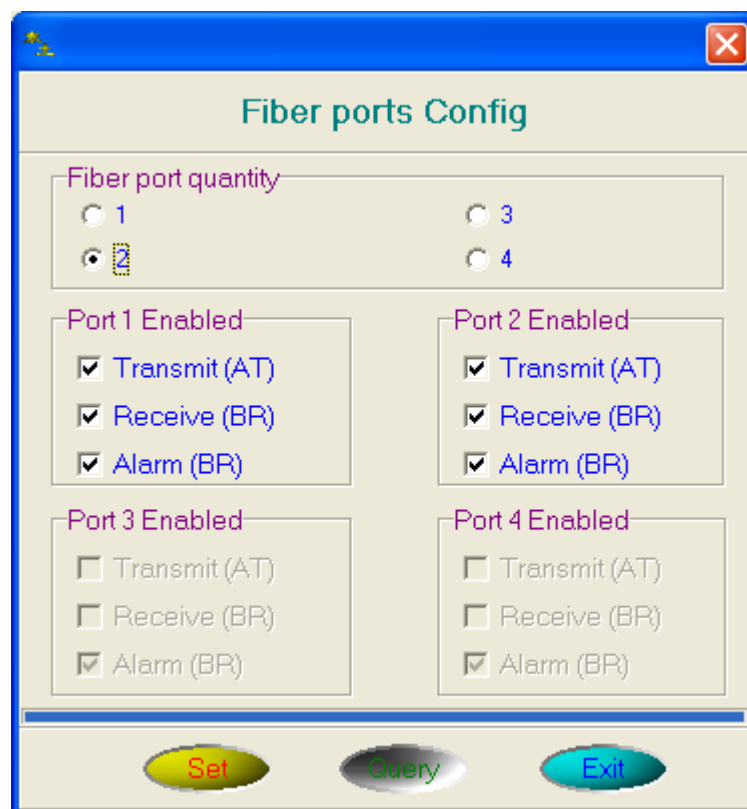 Fiber ports Config
Fiber port quantity
1
3
2
4
Port 1 Enabled
Port 2 Enabled
Transmit (AT)
Transmit (AT)
Receive (BR)
Receive (BR)
Alarm (BR)
Alarm (BR)
Port 3 Enabled
Port 4 Enabled
Transmit (AT)
Transmit (AT)
Receive (BR)
Receive (BR)
Alarm (BR)
Alarm (BR)
Set
Query
Exit